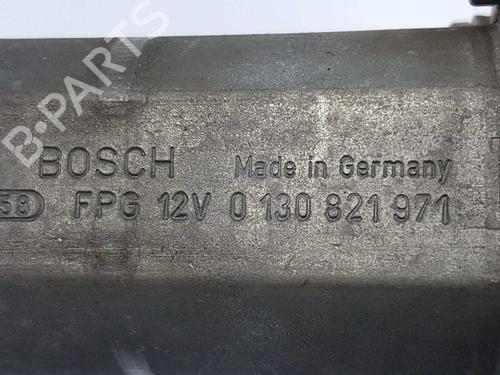 B-PARTS
BOSCH Made in Germany
58 FPG 12V 0 130 821 971